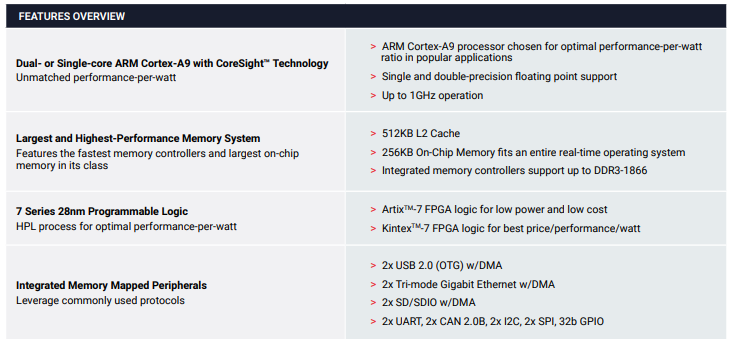 FEATURES OVERVIEW
Dual- or Single-core ARM Cortex-A9 with CoreSight™ Technology
Unmatched performance-per-watt
> ARM Cortex-A9 processor chosen for optimal performance-per-watt
ratio in popular applications
> Single and double-precision floating point support
> Up to 1GHz operation
Largest and Highest-Performance Memory System
Features the fastest memory controllers and largest on-chip
memory in its class
> 512KB L2 Cache
> 256KB On-Chip Memory fits an entire real-time operating system
> Integrated memory controllers support up to DDR3-1866
7 Series 28nm Programmable Logic
HPL process for optimal performance-per-watt
> Artix™-7 FPGA logic for low power and low cost
> Kintex™-7 FPGA logic for best price/performance/watt
Integrated Memory Mapped Peripherals
Leverage commonly used protocols
> 2x USB 2.0 (OTG) w/DMA
> 2x Tri-mode Gigabit Ethernet w/DMA
> 2x SD/SDIO w/DMA
> 2x UART, 2x CAN 2.0B, 2x I2C, 2x SPI, 32b GPIO